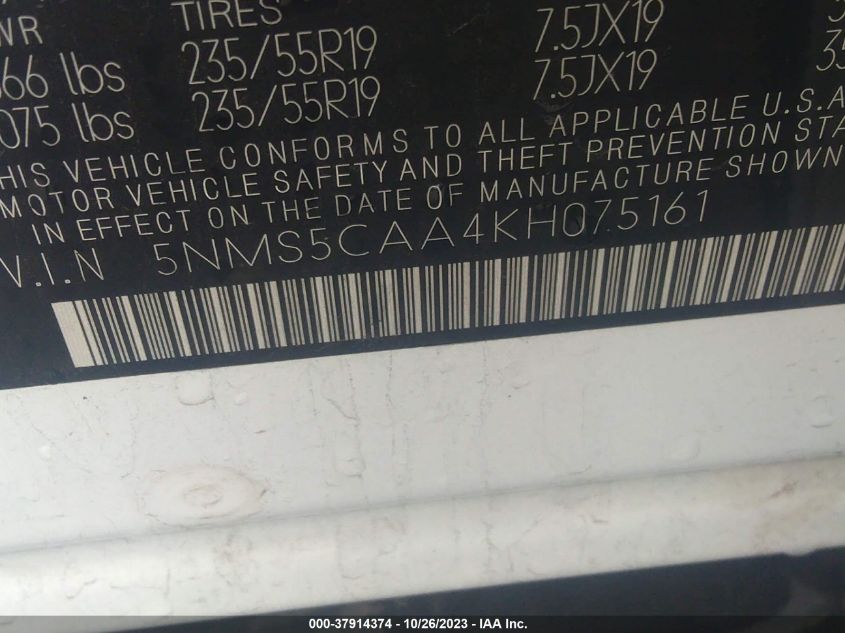 WR TIRES
66 lbs 235/55R19 7.5JX19
075 lbs 235/55R19 7.5JX19 35
HIS VEHICLE CONFORMS TO ALL APPLICABLE U.S.A
MOTOR VEHICLE SAFETY AND THEFT PREVENTION STA
IN EFFECT ON THE DATE OF MANUFACTURE SHOWN
V.I.N 5NMS5CAA4KH075161
000-37914374 - 10/26/2023 - IAA Inc.